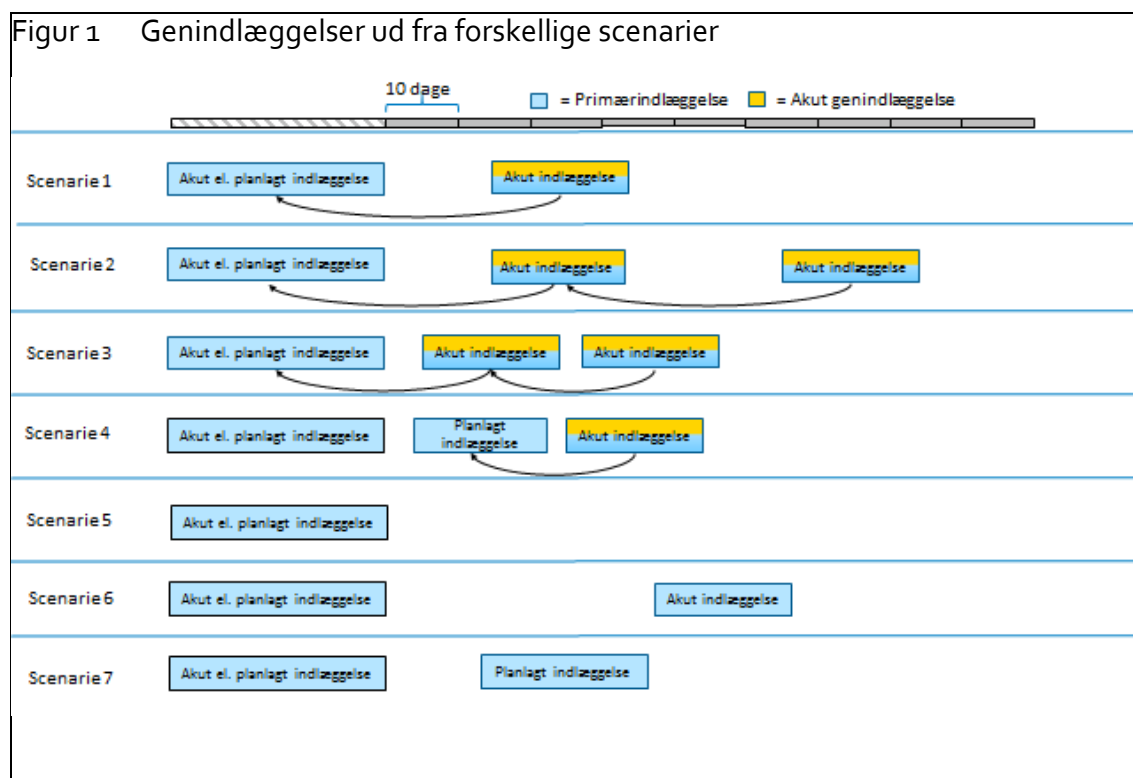 Figur 1 Genindlæggelser ud fra forskellige scenarier
10 dage
= Primærindlæggelse = Akut genindlæggelse
Scenarie 1 Akut el. planlagt indlæggelse Akut indlæggelse
Scenarie 2 Akut el. planlagt indlæggelse Akut indlæggelse Akut indlæggelse
Scenarie 3 Akut el. planlagt indlæggelse Akut indlæggelse Akut indlæggelse
Scenarie 4 Akut el. planlagt indlæggelse Planlagt
indlæggelse Akut indlæggelse
Scenarie 5 Akut el. planlagt indlæggelse
Scenarie 6 Akut el. planlagt indlæggelse Akut indlæggelse
Scenarie 7 Akut el. planlagt indlæggelse Planlagt indlæggelse